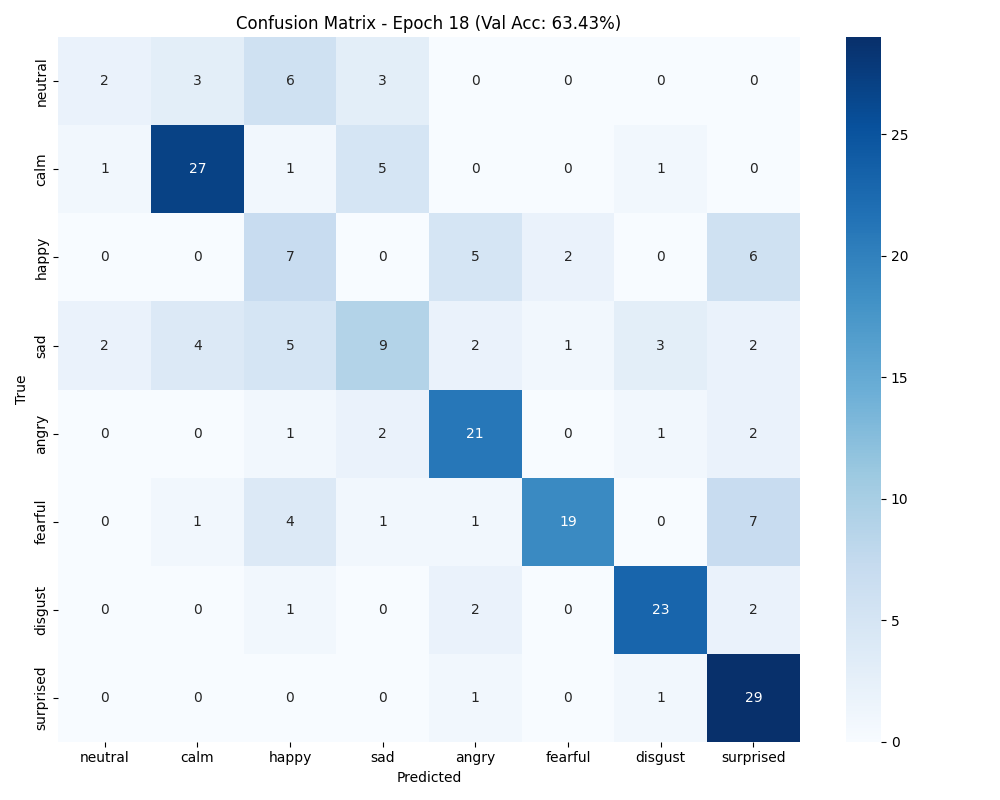 Confusion Matrix - Epoch 18 (Val Acc: 63.43%)
True
neutral 2 3 6 3 0 0 0 0
calm 1 27 1 5 0 0 1 0
happy 0 0 7 0 5 2 0 6
sad 2 4 5 9 2 1 3 2
angry 0 0 1 2 21 0 1 2
fearful 0 1 4 1 1 19 0 7
disgust 0 0 1 0 2 0 23 2
surprised 0 0 0 0 1 0 1 29
neutral calm happy sad angry fearful disgust surprised
Predicted
25
20
15
10
5
0